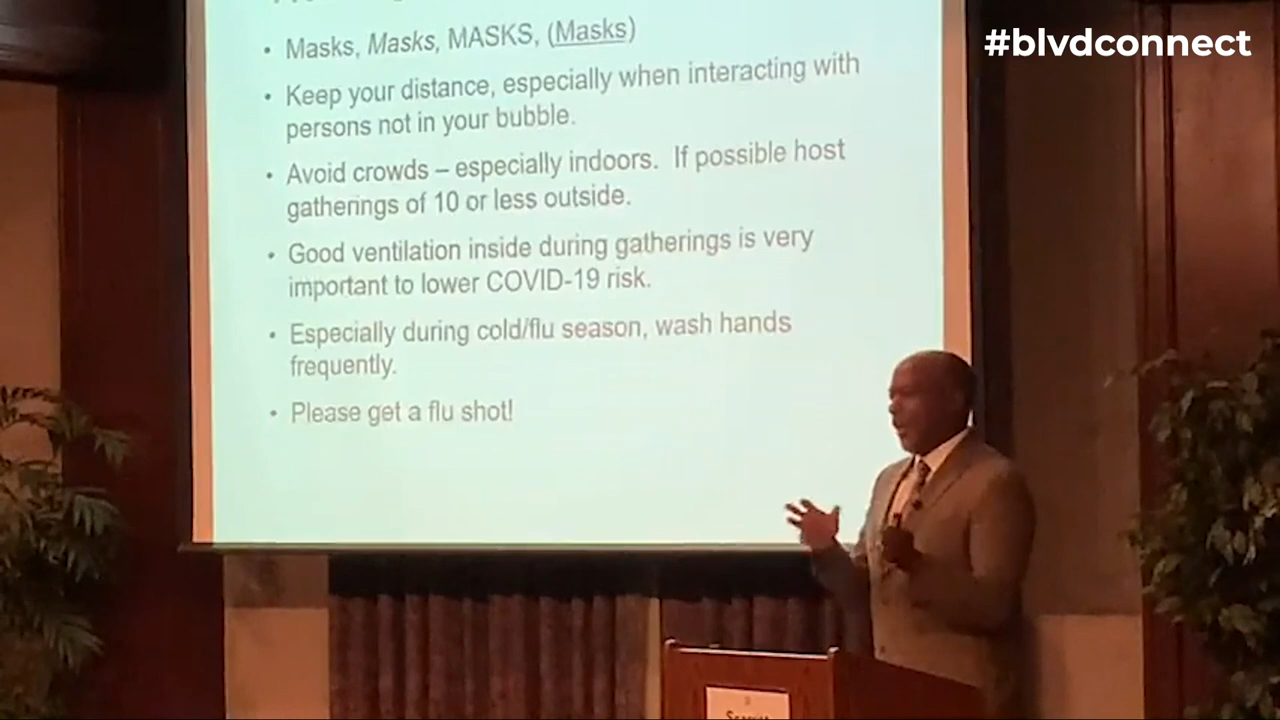 #blvdconnect
• Masks, Masks, MASKS, (Masks)
• Keep your distance, especially when interacting with
persons not in your bubble.
• Avoid crowds – especially indoors. If possible host
gatherings of 10 or less outside.
• Good ventilation inside during gatherings is very
important to lower COVID-19 risk.
• Especially during cold/flu season, wash hands
frequently.
• Please get a flu shot!